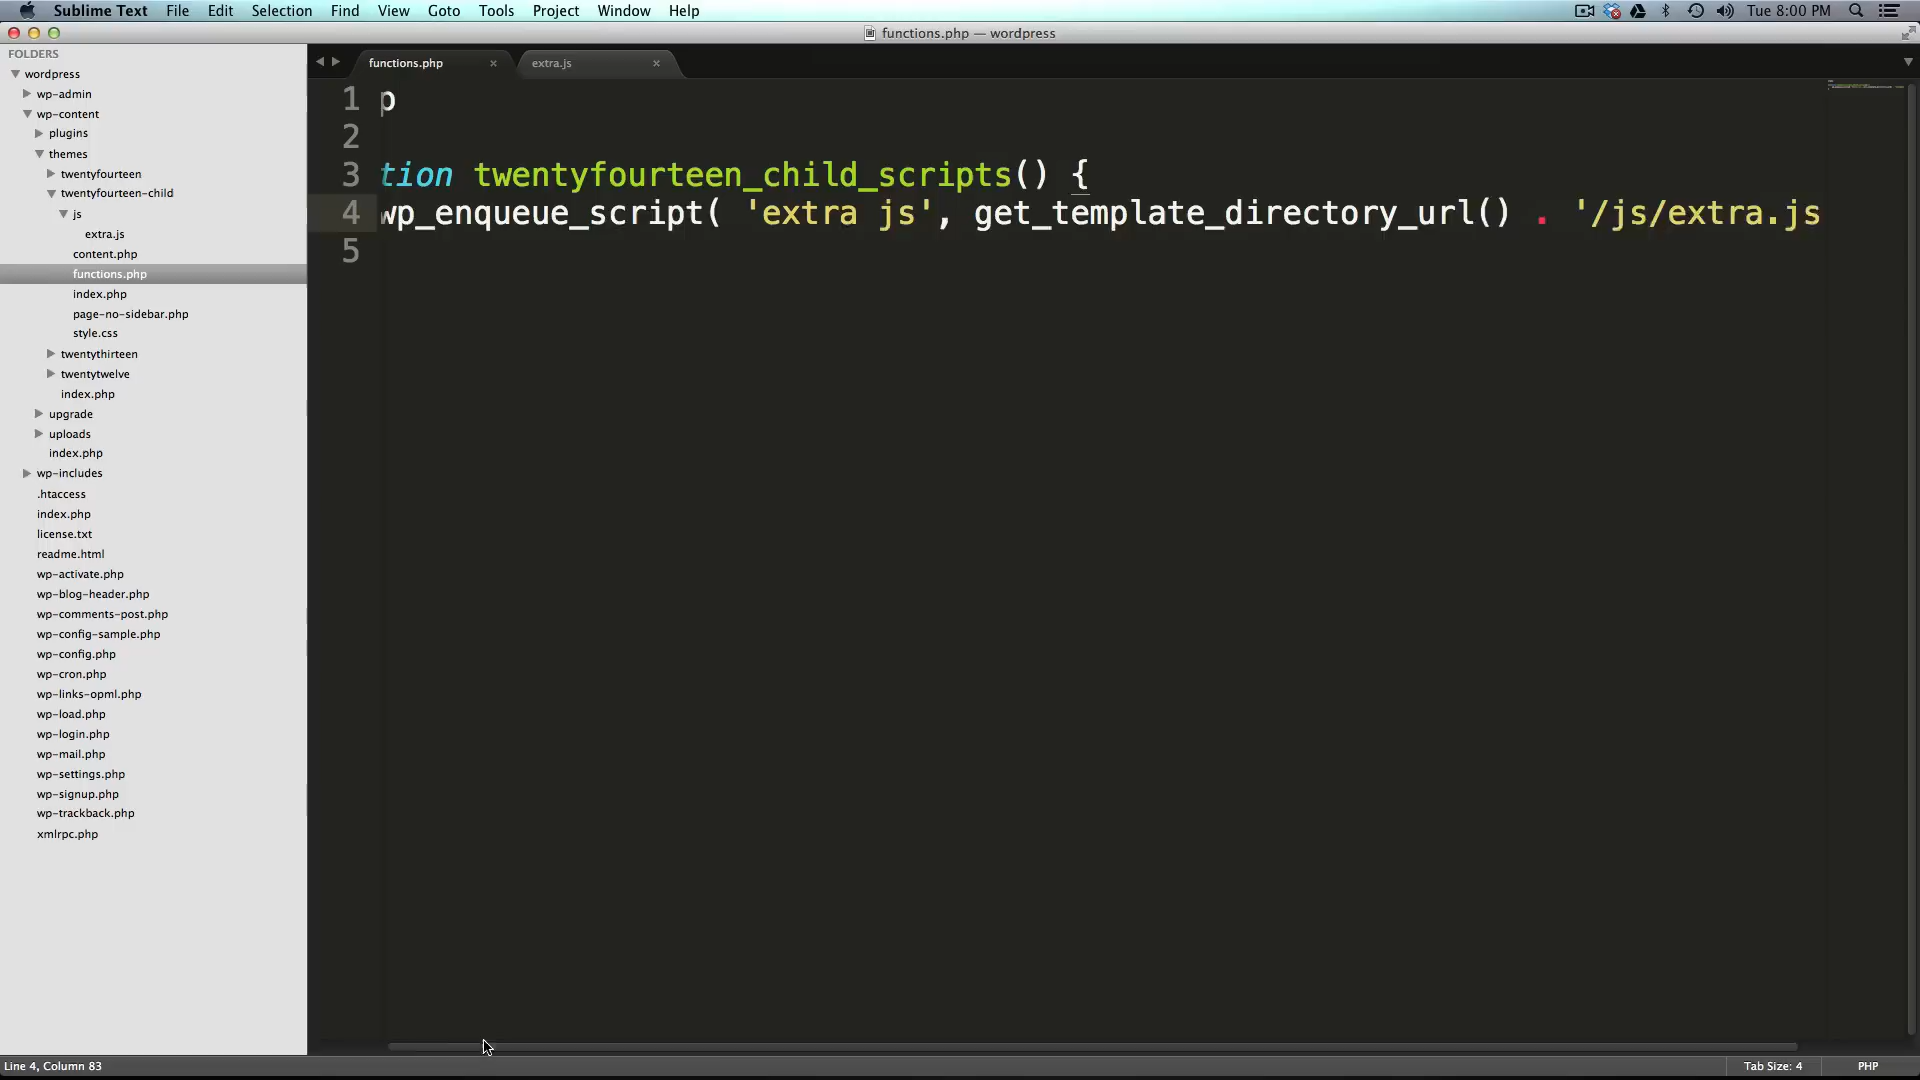 Sublime Text File Edit Selection Find View Goto Tools Project Window Help Tue 8:00 PM
functions.php — wordpress
FOLDERS
wordpress
wp-admin
wp-content
plugins
themes
twentyfourteen
twentyfourteen-child
js
extra.js
content.php
functions.php
index.php
page-no-sidebar.php
style.css
twentythirteen
twentytwelve
index.php
upgrade
uploads
index.php
wp-includes
.htaccess
index.php
license.txt
readme.html
wp-activate.php
wp-blog-header.php
wp-comments-post.php
wp-config-sample.php
wp-config.php
wp-cron.php
wp-links-opml.php
wp-load.php
wp-login.php
wp-mail.php
wp-settings.php
wp-signup.php
wp-trackback.php
xmlrpc.php
functions.php extra.js
1 p
2
3 tion twentyfourteen_child_scripts() {
4 wp_enqueue_script( 'extra js', get_template_directory_url() . '/js/extra.js
5
Line 4, Column 83 Tab Size: 4 PHP